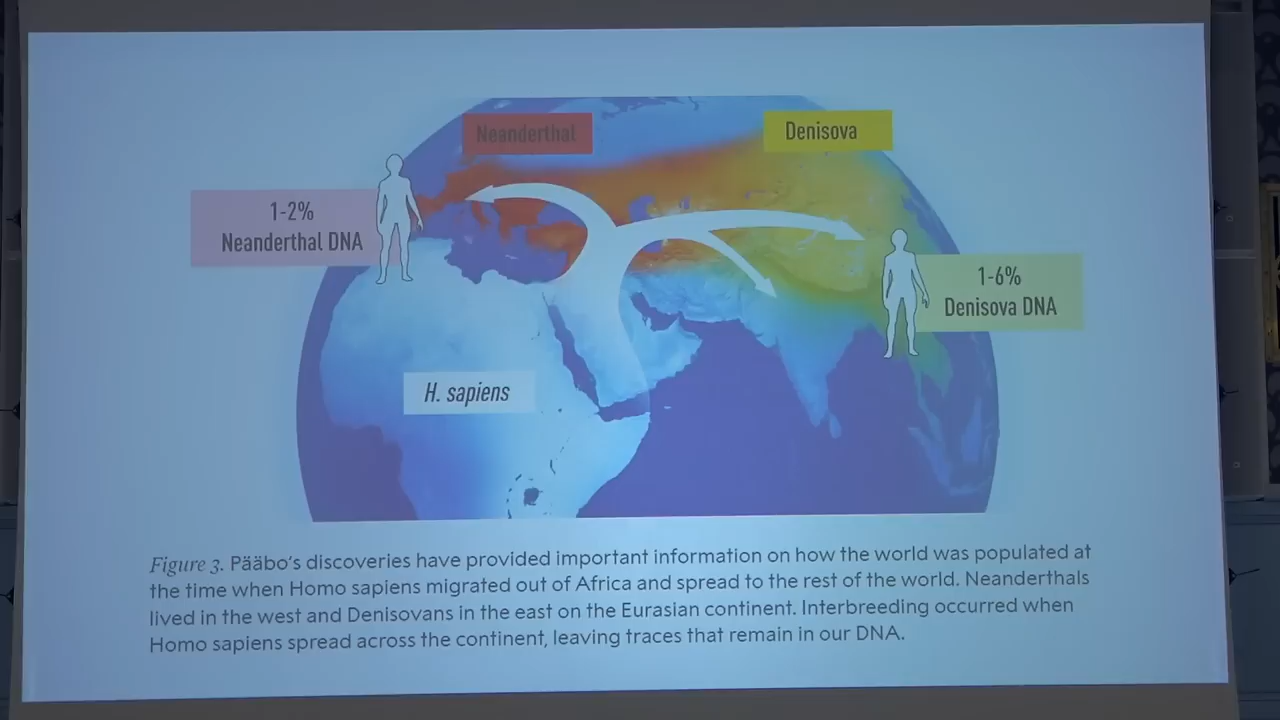 Neanderthal
Denisova
1-2%
Neanderthal DNA
1-6%
Denisova DNA
H. sapiens
Figure 3. Pääbo's discoveries have provided important information on how the world was populated at
the time when Homo sapiens migrated out of Africa and spread to the rest of the world. Neanderthals
lived in the west and Denisovans in the east on the Eurasian continent. Interbreeding occurred when
Homo sapiens spread across the continent, leaving traces that remain in our DNA.